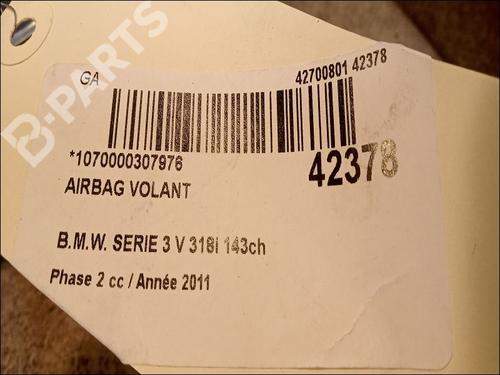 B-PARTS
GA
42700801 42378
*1070000307976
42378
AIRBAG VOLANT
B.M.W. SERIE 3 V 318i 143ch
Phase 2 cc / Année 2011